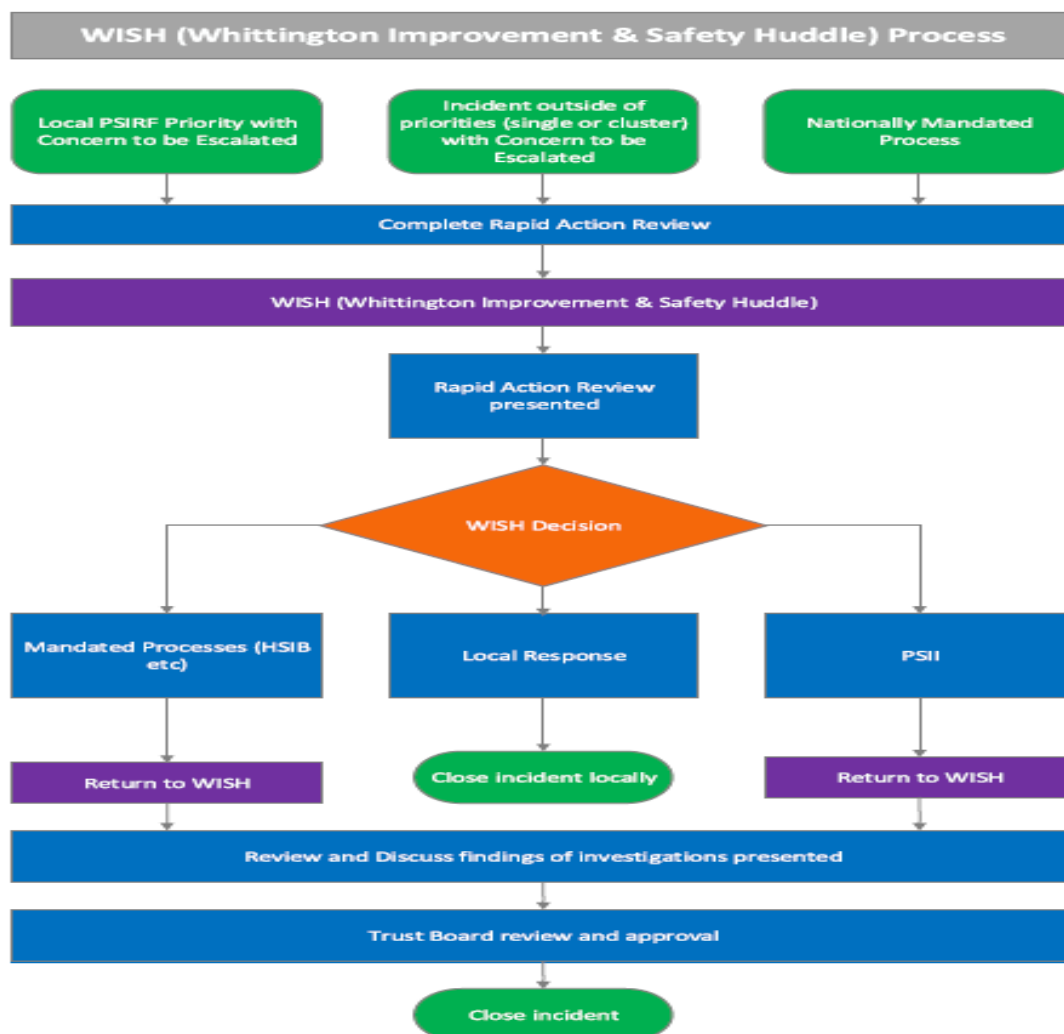 WISH (Whittington Improvement & Safety Huddle) Process
Local PSIRF Priority with
Concern to be Escalated
Incident outside of
priorities (single or cluster)
with Concern to be
Escalated
Nationally Mandated
Process
Complete Rapid Action Review
WISH (Whittington Improvement & Safety Huddle)
Rapid Action Review
presented
WISH Decision
Mandated Processes (HSIB
etc)
Local Response
PSII
Return to WISH
Close incident locally
Return to WISH
Review and Discuss findings of investigations presented
Trust Board review and approval
Close incident